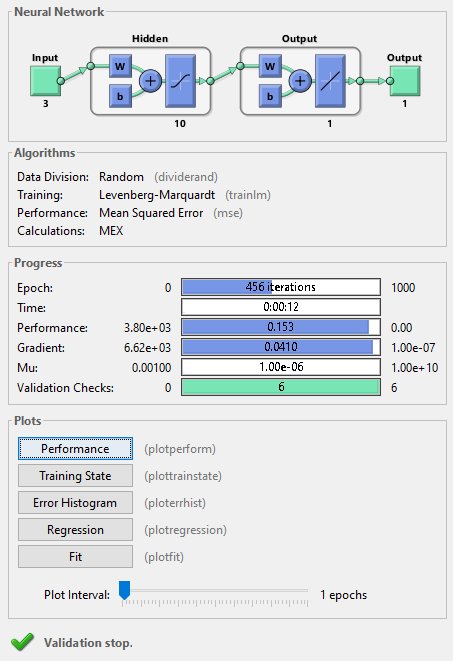 Neural Network
Hidden Output
Input Output
W W
b b
3 10 1 1
Algorithms
Data Division: Random (dividerand)
Training: Levenberg-Marquardt (trainlm)
Performance: Mean Squared Error (mse)
Calculations: MEX
Progress
Epoch: 0 456 iterations 1000
Time: 0:00:12
Performance: 3.80e+03 0.153 0.00
Gradient: 6.62e+03 0.0410 1.00e-07
Mu: 0.00100 1.00e-06 1.00e+10
Validation Checks: 0 6 6
Plots
Performance (plotperform)
Training State (plottrainstate)
Error Histogram (ploterrhist)
Regression (plotregression)
Fit (plotfit)
Plot Interval: 1 epochs
Validation stop.